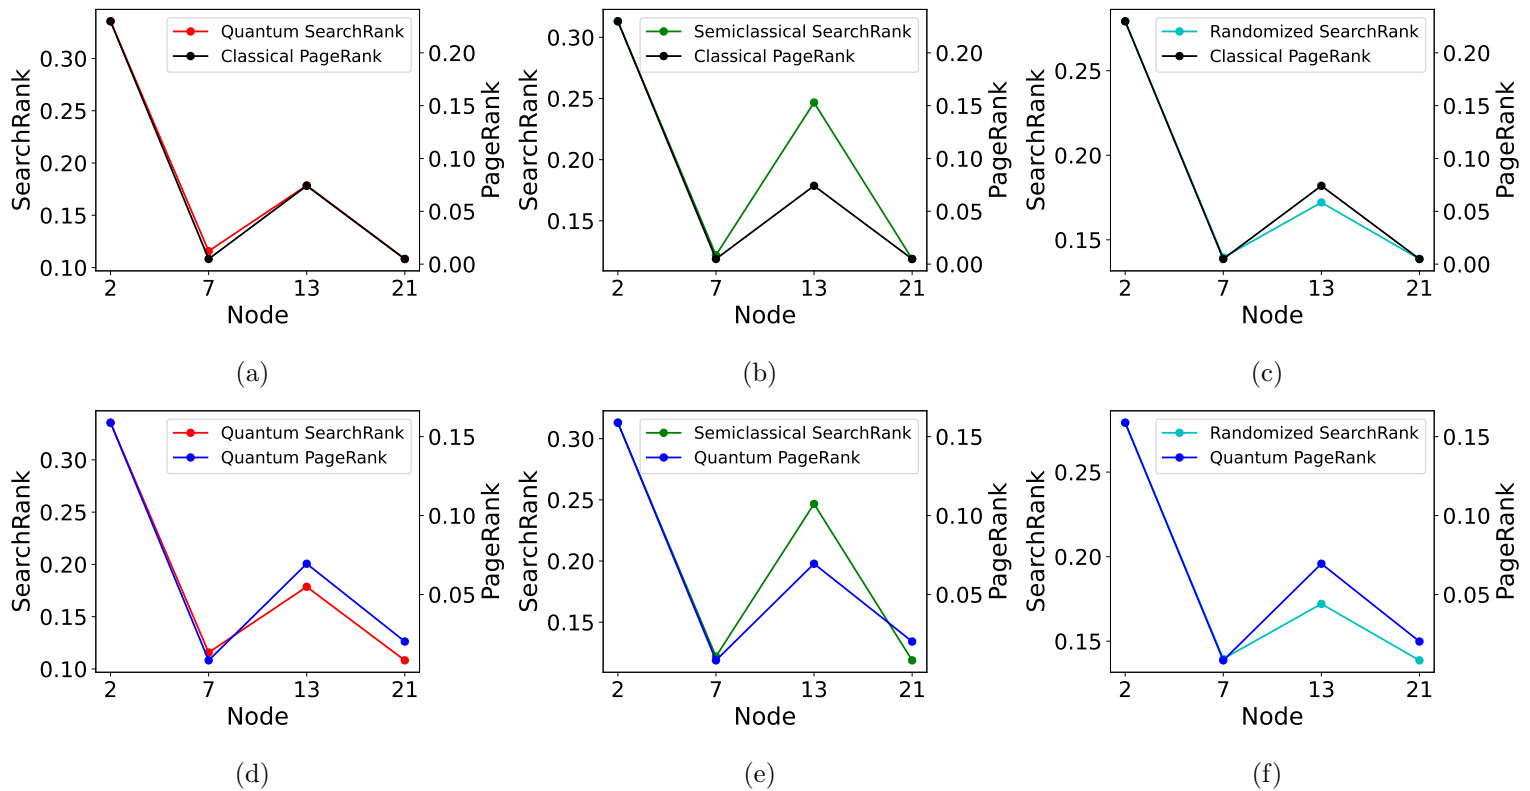 Quantum SearchRank
Classical PageRank
0.30
0.25
0.20
0.15
0.10
SearchRank
0.20
0.15
0.10
0.05
0.00
PageRank
2 7 13 21
Node
(a)
Semiclassical SearchRank
Classical PageRank
0.30
0.25
0.20
0.15
SearchRank
0.20
0.15
0.10
0.05
0.00
PageRank
2 7 13 21
Node
(b)
Randomized SearchRank
Classical PageRank
0.25
0.20
0.15
SearchRank
0.20
0.15
0.10
0.05
0.00
PageRank
2 7 13 21
Node
(c)
Quantum SearchRank
Quantum PageRank
0.30
0.25
0.20
0.15
0.10
SearchRank
0.15
0.10
0.05
PageRank
2 7 13 21
Node
(d)
Semiclassical SearchRank
Quantum PageRank
0.30
0.25
0.20
0.15
SearchRank
0.15
0.10
0.05
PageRank
2 7 13 21
Node
(e)
Randomized SearchRank
Quantum PageRank
0.25
0.20
0.15
SearchRank
0.15
0.10
0.05
PageRank
2 7 13 21
Node
(f)